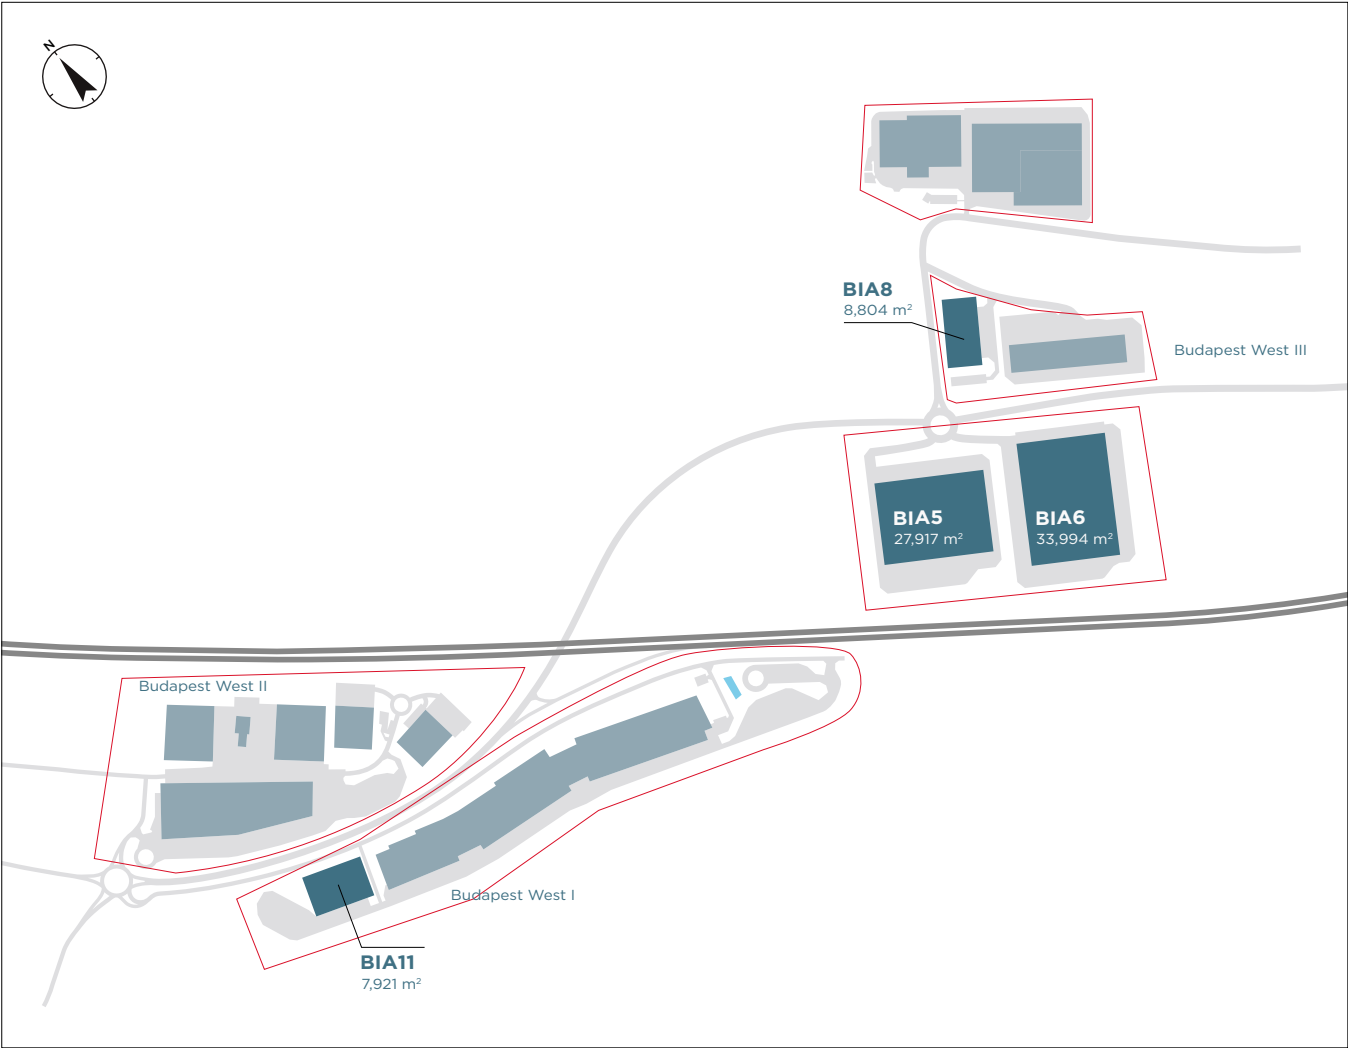 N
BIA8
8,804 m²
Budapest West III
BIA5
27,917 m²
BIA6
33,994 m²
Budapest West II
Budapest West I
BIA11
7,921 m²